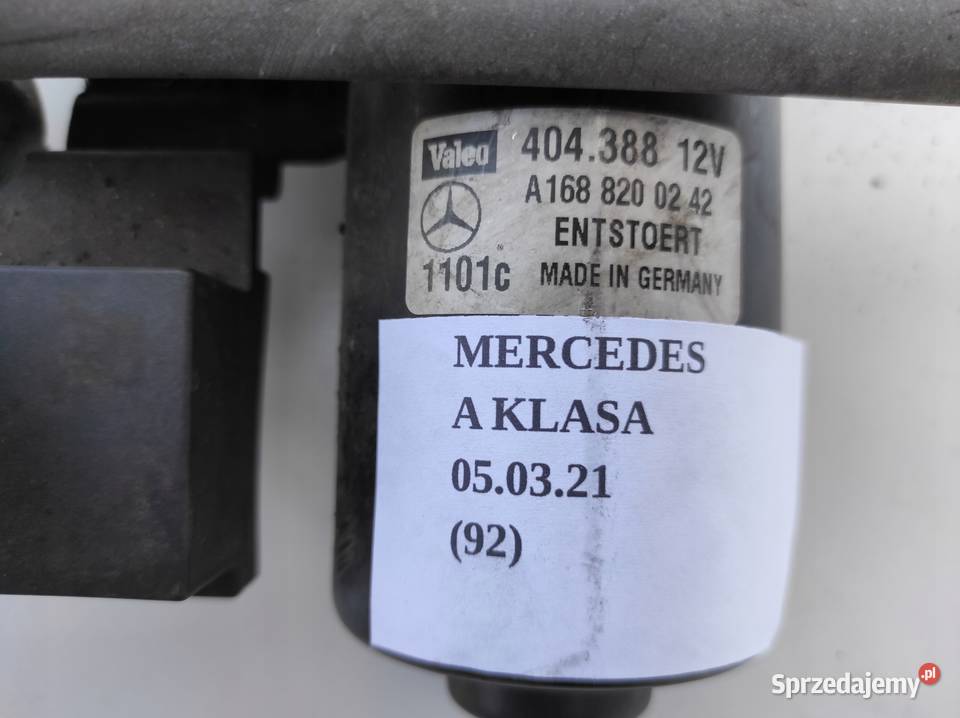 Valeo 404.388 12V
A168 820 02 42
ENTSTOERT
1101c MADE IN GERMANY
MERCEDES
A KLASA
05.03.21
(92)
Sprzedajemy.pl